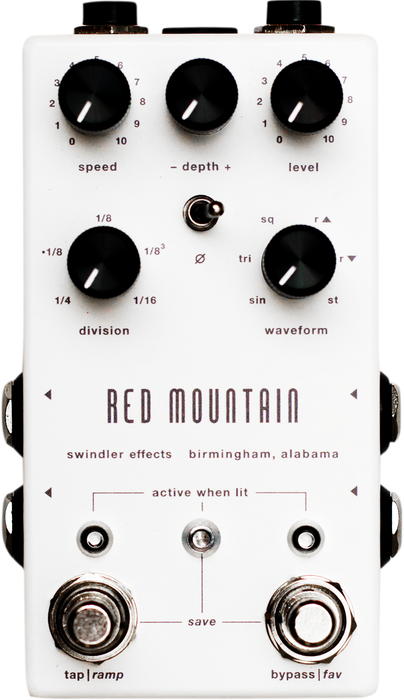 0 1 2 3 4 5 6 7 8 9 10
0 1 2 3 4 5 6 7 8 9 10
speed
– depth +
level
Ø
•1/8 1/8 1/8³
1/4 1/16
division
sq r▲
tri r▼
sin st
waveform
RED MOUNTAIN
swindler effects birmingham, alabama
active when lit
save
tap|ramp
bypass|fav